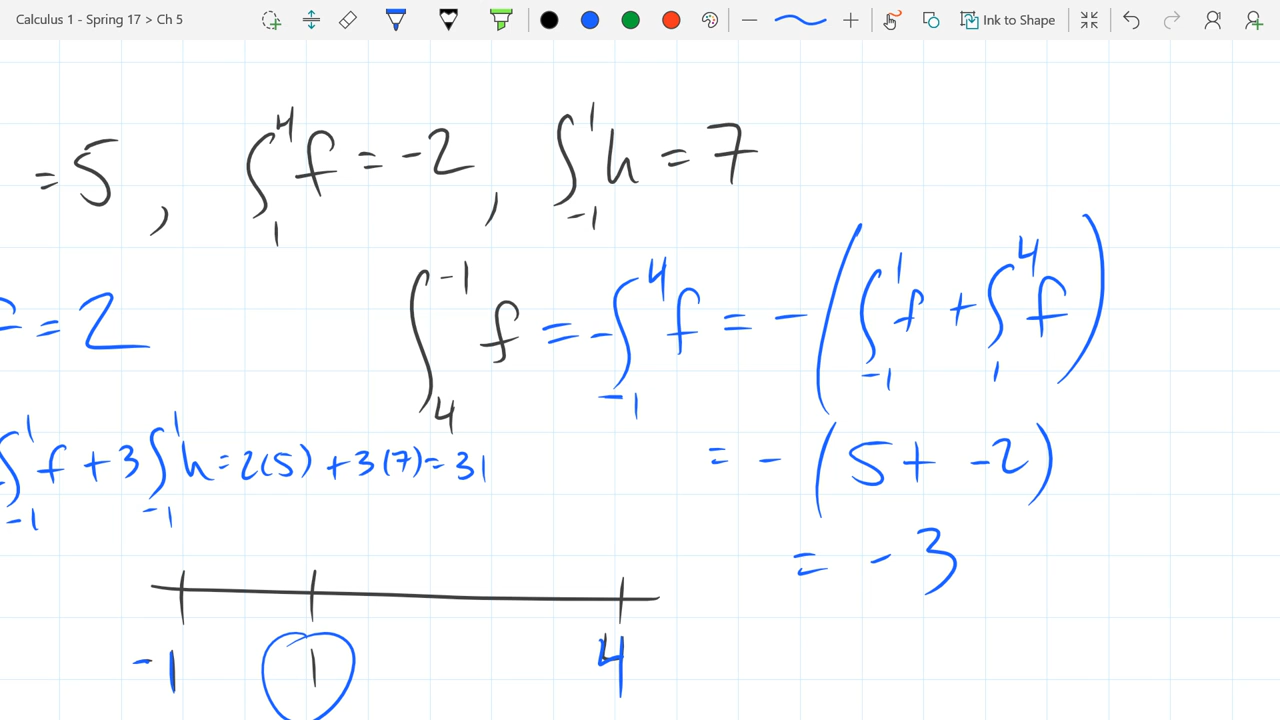 Calculus 1 - Spring 17 > Ch 5
Ink to Shape
= 5, ∫₁⁴ f = -2, ∫₋₁¹ h = 7
f = 2
∫₄⁻¹ f = -∫₋₁⁴ f = -(∫₋₁¹ f + ∫₁⁴ f)
∫₋₁¹ f + 3∫₋₁¹ h = 2(5) + 3(7) = 31
= -(5 + -2)
= -3
-1 1 4